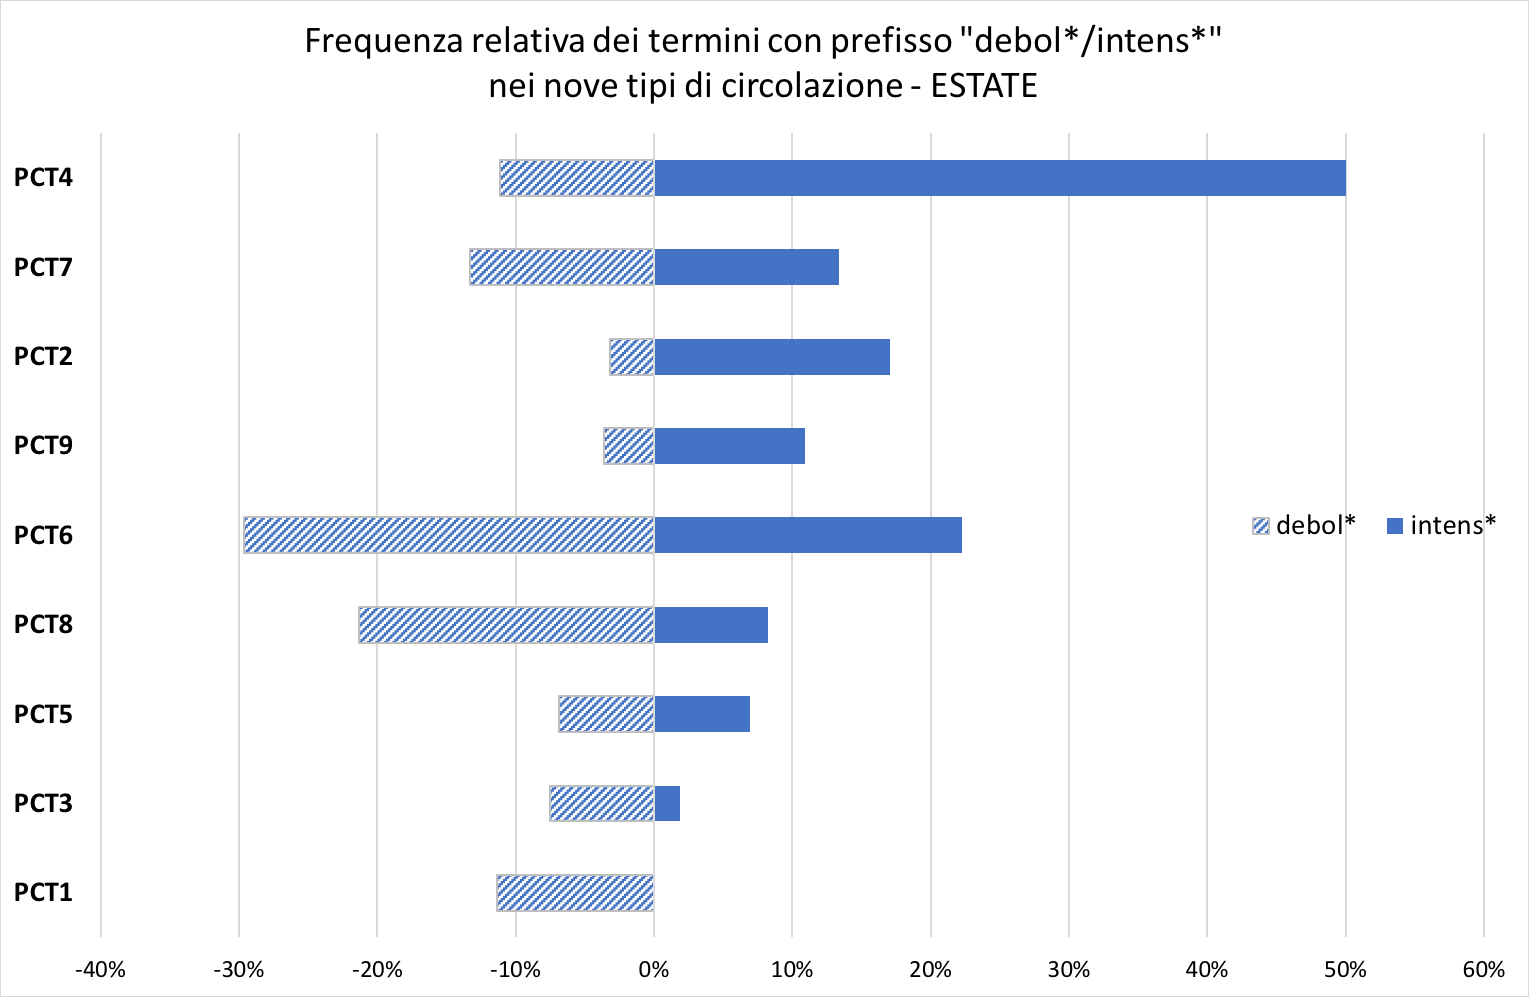 Frequenza relativa dei termini con prefisso "debol*/intens*"
nei nove tipi di circolazione - ESTATE
PCT4
PCT7
PCT2
PCT9
PCT6
debol* intens*
PCT8
PCT5
PCT3
PCT1
-40% -30% -20% -10% 0% 10% 20% 30% 40% 50% 60%